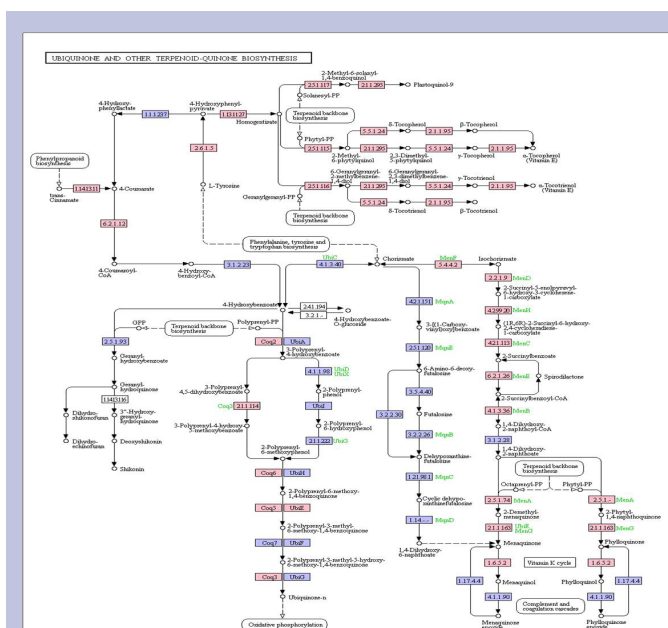 UBIQUINONE AND OTHER TERPENOID-QUINONE BIOSYNTHESIS
2-Methyl-6-solanyl-
1,4-benzoquinol
2.5.1.117
2.1.1.295
Plastoquinol-9
Solanesyl-PP
Terpenoid backbone
biosynthesis
4-Hydroxy-
phenyllactate
1.1.1.237
4-Hydroxyphenyl-
pyruvate
1.13.11.27
Homogentisate
Phytyl-PP
2.5.1.115
2-Methyl-
6-phytylquinol
2.1.1.295
2,3-Dimethyl-
5-phytylquinol
5.5.1.24
δ-Tocopherol
2.1.1.95
β-Tocopherol
5.5.1.24
γ-Tocopherol
2.1.1.95
α-Tocopherol
(Vitamin E)
2.6.1.5
L-Tyrosine
Phenylpropanoid
biosynthesis
trans-
Cinnamate
1.14.13.11
4-Coumarate
2.5.1.116
6-Geranylgeranyl-
2-methylbenzene-
1,4-diol
2.1.1.295
6-Geranylgeranyl-
2,3-dimethylbenzene-
1,4-diol
5.5.1.24
γ-Tocotrienol
2.1.1.95
α-Tocotrienol
(Vitamin E)
Geranylgeranyl-PP
5.5.1.24
δ-Tocotrienol
2.1.1.95
β-Tocotrienol
Terpenoid backbone
biosynthesis
6.2.1.12
Phenylalanine, tyrosine and
tryptophan biosynthesis
4-Coumaroyl-
CoA
4-Hydroxy-
benzoyl-CoA
3.1.2.23
UbiC
4.1.3.40
Chorismate
MenF
5.4.4.2
Isochorismate
2.2.1.9
MenD
2-Succinyl-5-enolpyruvyl-
6-hydroxy-3-cyclohexene-
1-carboxylate
4.2.99.20
MenH
(1R,6R)-2-Succinyl-6-hydroxy-
2,4-cyclohexadiene-
1-carboxylate
4.2.1.113
MenC
2-Succinylbenzoate
6.2.1.26
MenE
Spirodilactone
2-Succinylbenzoyl-CoA
4.1.3.36
MenB
1,4-Dihydroxy-
2-naphthoyl-CoA
3.1.2.28
1,4-Dihydroxy-
2-naphthoate
4.2.1.151
MqnA
3-[(1-Carboxy-
vinyl)oxy]benzoate
2.5.1.120
MqnE
6-Amino-6-deoxy-
futalosine
3.5.4.40
Futalosine
3.2.2.30
3.2.2.26
MqnB
Dehypoxanthine-
futalosine
1.21.98.1
MqnC
Cyclic dehypo-
xanthinefutalosine
1.14.-.-
MqnD
1,4-Dihydroxy-
6-naphthoate
4-Hydroxybenzoate
2.4.1.194
3.2.1.-
4-Hydroxybenzoate-
O-glucoside
GPP
Terpenoid backbone
biosynthesis
Polyprenyl-PP
2.5.1.93
Coq2
UbiA
Geranyl-
hydroxybenzoate
3-Polyprenyl-
4-hydroxybenzoate
4.1.1.98
UbiD
UbiX
Geranyl-
hydroquinone
1.14.13.116
Dihydro-
shikonofuran
3''-Hydroxy-
geranyl-
hydroquinone
Dihydro-
echinofuran
Deoxyshikonin
Shikonin
3-Polyprenyl-
4,5-dihydroxybenzoate
2-Polyprenyl-
phenol
Coq3
2.1.1.114
UbiI
3-Polyprenyl-4-hydroxy-
5-methoxybenzoate
2-Polyprenyl-
6-hydroxyphenol
2.1.1.222
UbiG
2-Polyprenyl-
6-methoxyphenol
Coq6
UbiH
2-Polyprenyl-6-methoxy-
1,4-benzoquinone
Coq5
UbiE
2-Polyprenyl-3-methyl-
6-methoxy-1,4-benzoquinone
Coq7
UbiF
2-Polyprenyl-3-methyl-5-hydroxy-
6-methoxy-1,4-benzoquinone
Coq3
UbiG
Ubiquinone-n
Oxidative phosphorylation
Terpenoid backbone
biosynthesis
Octaprenyl-PP
Phytyl-PP
2.5.1.74
MenA
2.5.1.-
MenA
2-Demethyl-
menaquinone
2-Phytyl-
1,4-naphthoquinone
2.1.1.163
UbiE
MenG
2.1.1.163
MenG
Menaquinone
Phylloquinone
1.6.5.2
Vitamin K cycle
1.6.5.2
1.17.4.4
Menaquinol
Phylloquinol
1.17.4.4
4.1.1.90
Complement and
coagulation cascades
4.1.1.90
Menaquinone
Phylloquinone